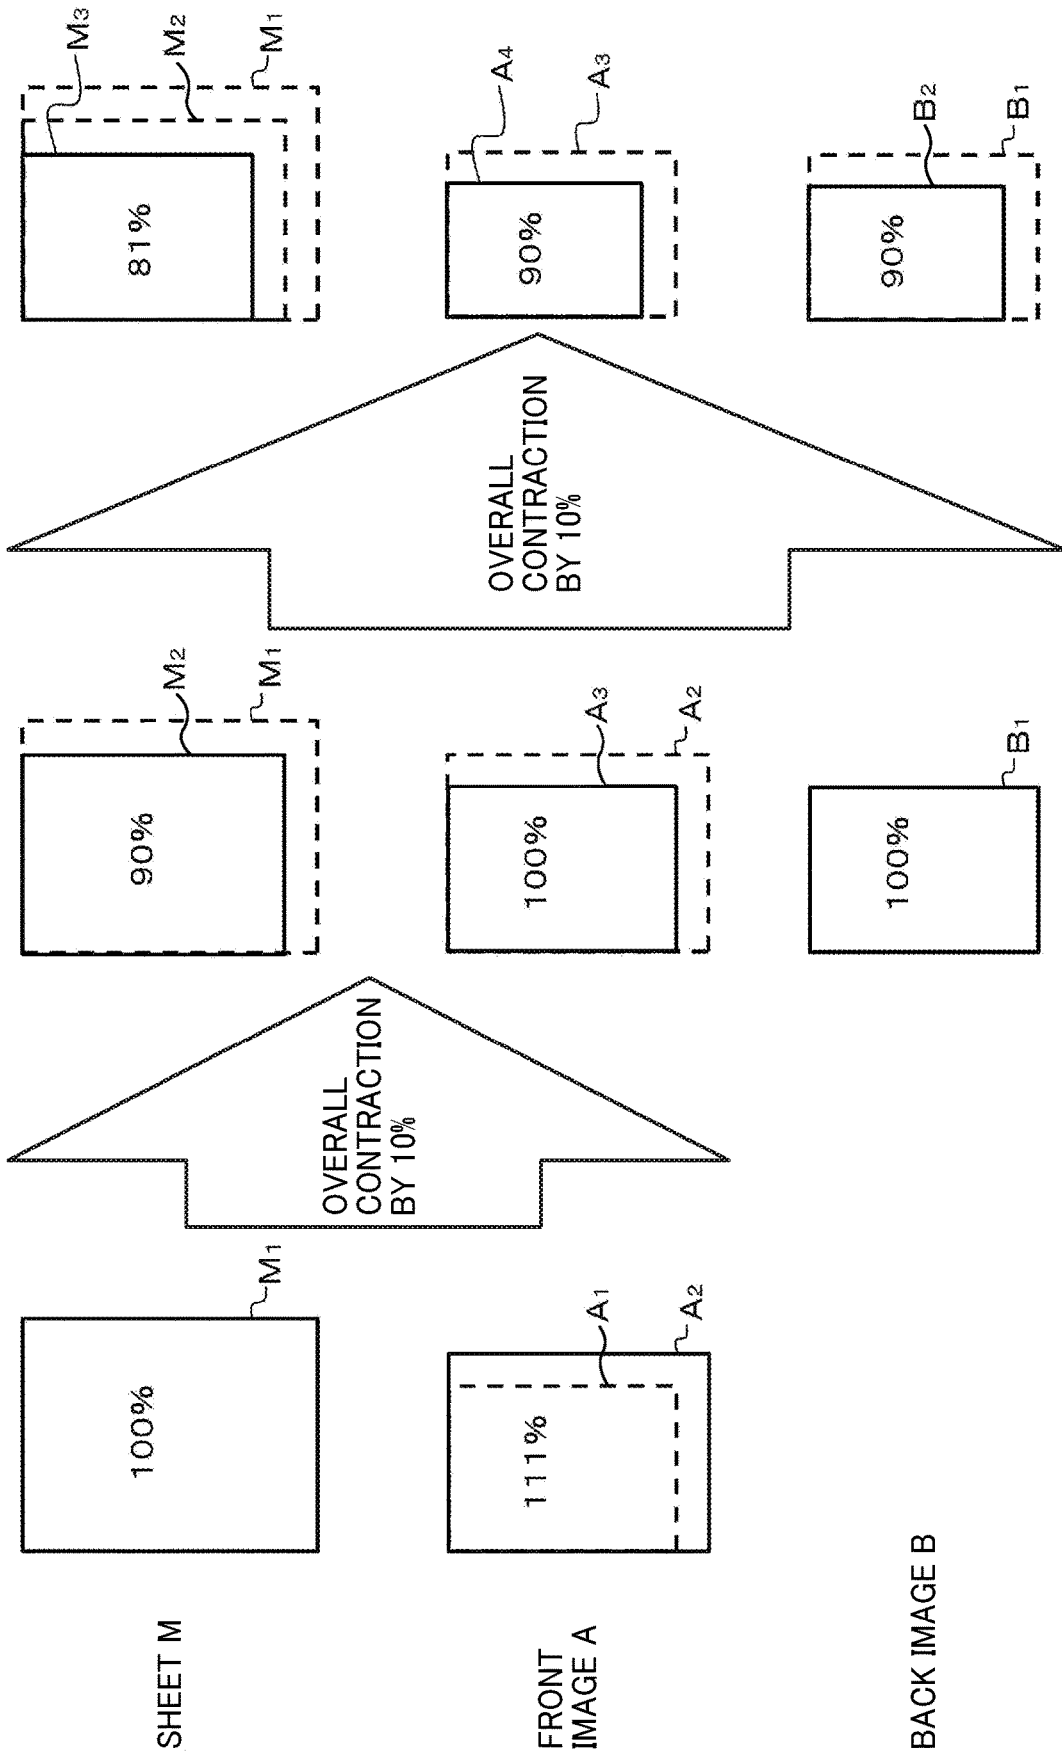 SHEET M
100%
M1
OVERALL
CONTRACTION
BY 10%
90%
M2
M1
OVERALL
CONTRACTION
BY 10%
81%
M3
M2
M1
FRONT
IMAGE A
111%
A1
A2
100%
A3
A2
90%
A4
A3
BACK IMAGE B
100%
B1
90%
B2
B1